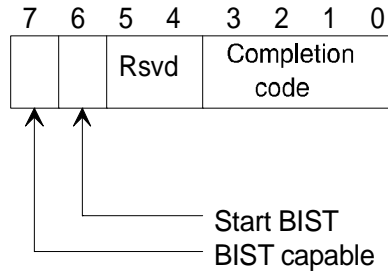 7 6 5 4 3 2 1 0
Rsvd
Completion
code
Start BIST
BIST capable